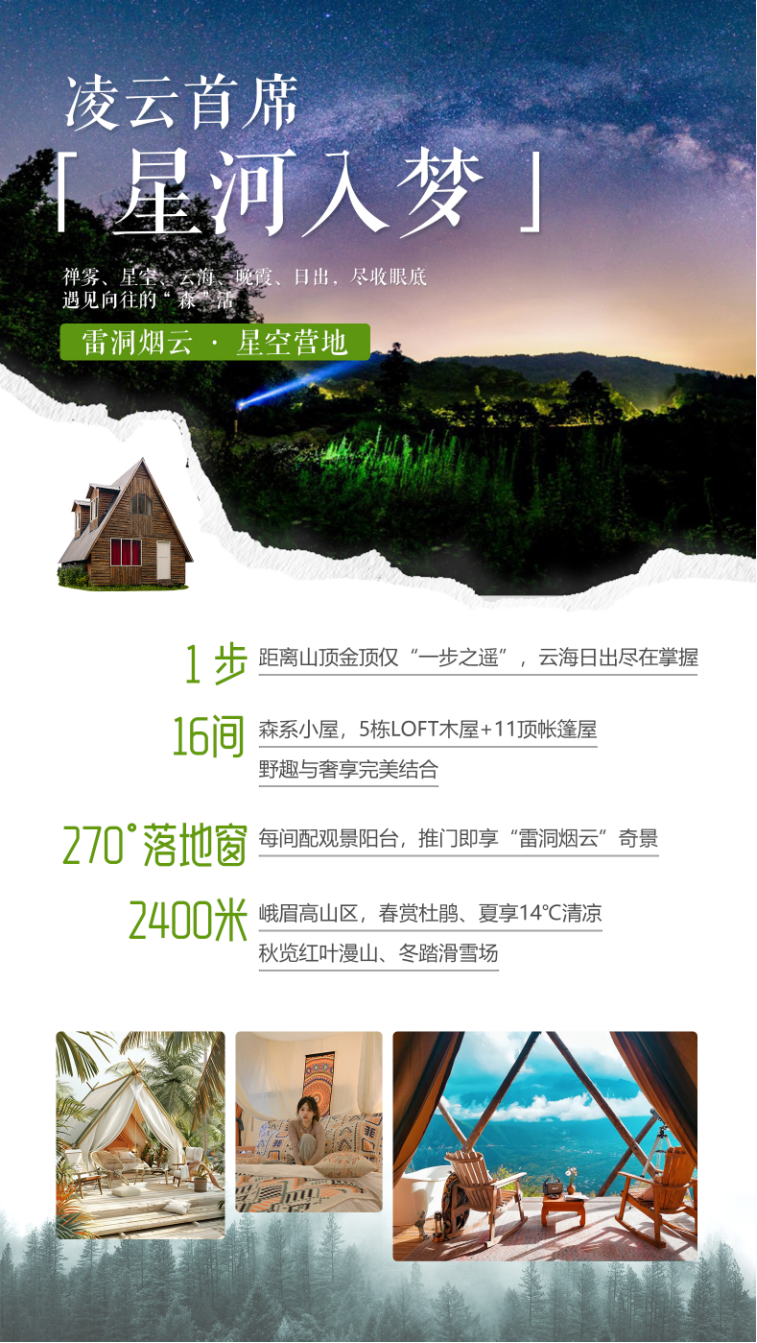 凌云首席
「星河入梦」
禅雾、星空、云海、晚霞、日出，尽收眼底
遇见向往的“森”活
雷洞烟云 · 星空营地
1步
距离山顶金顶仅“一步之遥”，云海日出尽在掌握
16间
森系小屋，5栋LOFT木屋+11顶帐篷屋
野趣与奢享完美结合
270°落地窗
每间配观景阳台，推门即享“雷洞烟云”奇景
2400米
峨眉高山区，春赏杜鹃、夏享14℃清凉
秋览红叶漫山、冬踏滑雪场